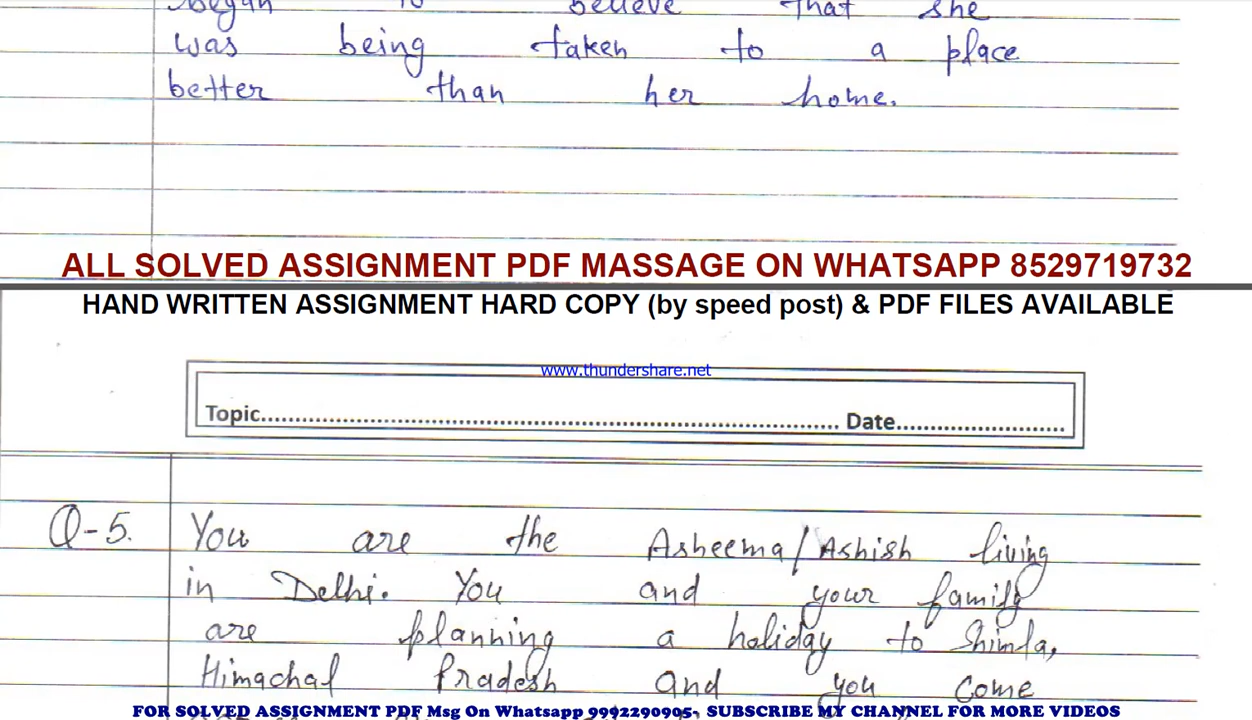 began to believe that she
was being taken to a place
better than her home.
ALL SOLVED ASSIGNMENT PDF MASSAGE ON WHATSAPP 8529719732
HAND WRITTEN ASSIGNMENT HARD COPY (by speed post) & PDF FILES AVAILABLE
www.thundershare.net
Topic.................................................................................... Date.........................
Q-5. You are the Asheema/Ashish living
in Delhi. You and your family
are planning a holiday to Shimla,
Himachal Pradesh and you come
FOR SOLVED ASSIGNMENT PDF Msg On Whatsapp 9992290905- SUBSCRIBE MY CHANNEL FOR MORE VIDEOS